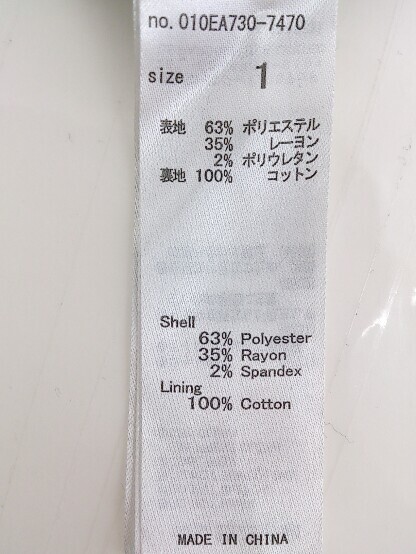 no. 010EA730-7470
size 1
表地 63% ポリエステル
35% レーヨン
2% ポリウレタン
裏地 100% コットン
Shell
63% Polyester
35% Rayon
2% Spandex
Lining
100% Cotton
MADE IN CHINA